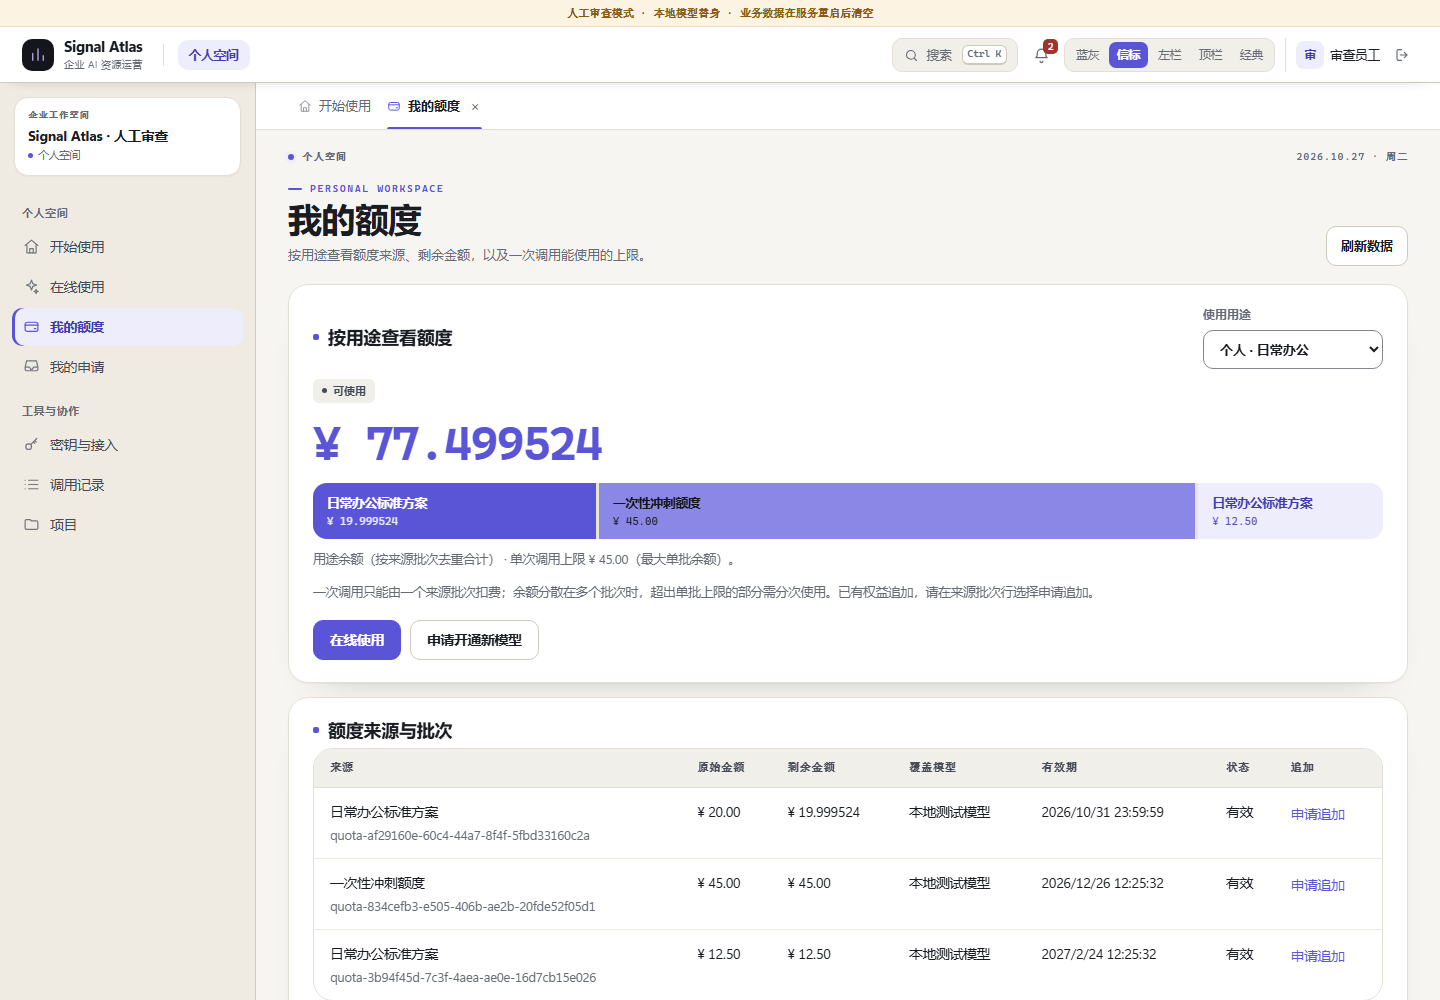 人工审查模式 · 本地模型替身 · 业务数据在服务重启后清空
Signal Atlas
企业 AI 资源运营
个人空间
搜索 Ctrl K
2
蓝灰 信标 左栏 顶栏 经典
审 审查员工
企业工作空间
Signal Atlas · 人工审查
个人空间
个人空间
开始使用
在线使用
我的额度
我的申请
工具与协作
密钥与接入
调用记录
项目
开始使用 我的额度 ×
个人空间
2026.10.27 · 周二
PERSONAL WORKSPACE
我的额度
按用途查看额度来源、剩余金额，以及一次调用能使用的上限。
刷新数据
按用途查看额度
使用用途
个人 · 日常办公
可使用
¥ 77.499524
日常办公标准方案
¥ 19.999524
一次性冲刺额度
¥ 45.00
日常办公标准方案
¥ 12.50
用途余额（按来源批次去重合计） · 单次调用上限 ¥ 45.00（最大单批余额）。
一次调用只能由一个来源批次扣费；余额分散在多个批次时，超出单批上限的部分需分次使用。已有权益追加，请在来源批次行选择申请追加。
在线使用 申请开通新模型
额度来源与批次
来源 原始金额 剩余金额 覆盖模型 有效期 状态 追加
日常办公标准方案 ¥ 20.00 ¥ 19.999524 本地测试模型 2026/10/31 23:59:59 有效 申请追加
quota-af29160e-60c4-44a7-8f4f-5fbd33160c2a
一次性冲刺额度 ¥ 45.00 ¥ 45.00 本地测试模型 2026/12/26 12:25:32 有效 申请追加
quota-834cefb3-e505-406b-ae2b-20fde52f05d1
日常办公标准方案 ¥ 12.50 ¥ 12.50 本地测试模型 2027/2/24 12:25:32 有效 申请追加
quota-3b94f45d-7c3f-4aea-ae0e-16d7cb15e026